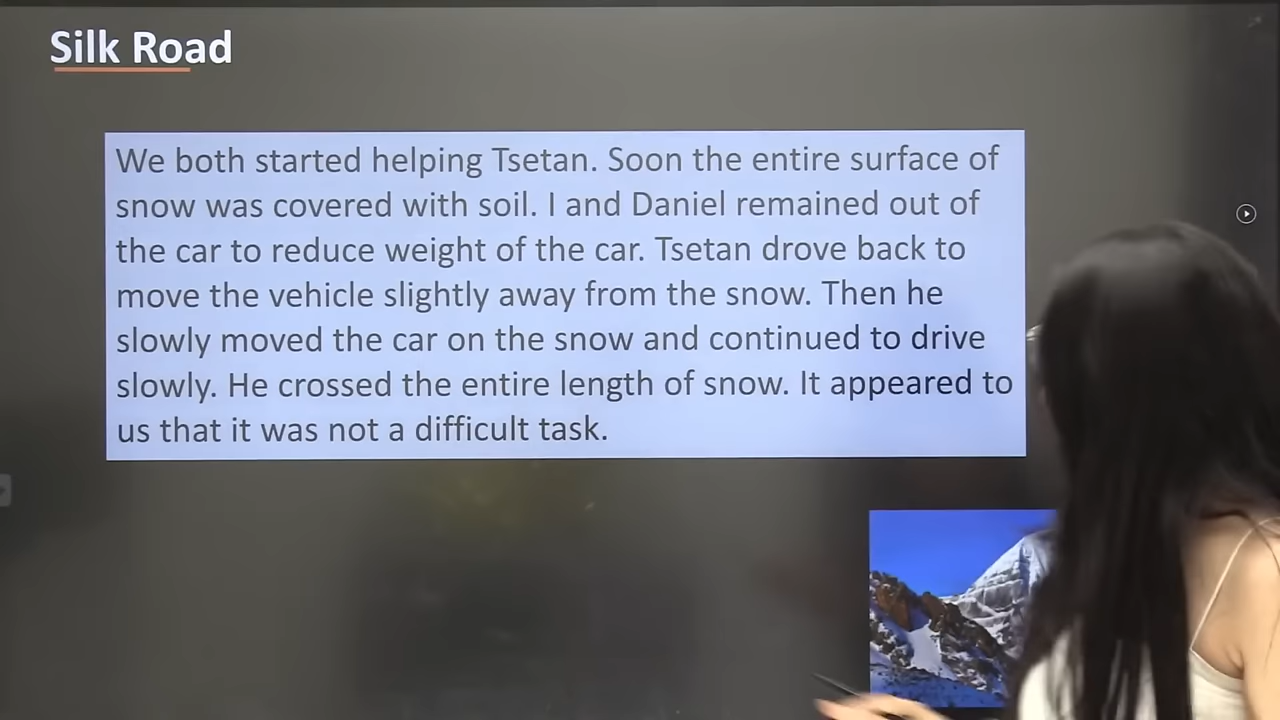 Silk Road
We both started helping Tsetan. Soon the entire surface of
snow was covered with soil. I and Daniel remained out of
the car to reduce weight of the car. Tsetan drove back to
move the vehicle slightly away from the snow. Then he
slowly moved the car on the snow and continued to drive
slowly. He crossed the entire length of snow. It appeared to
us that it was not a difficult task.